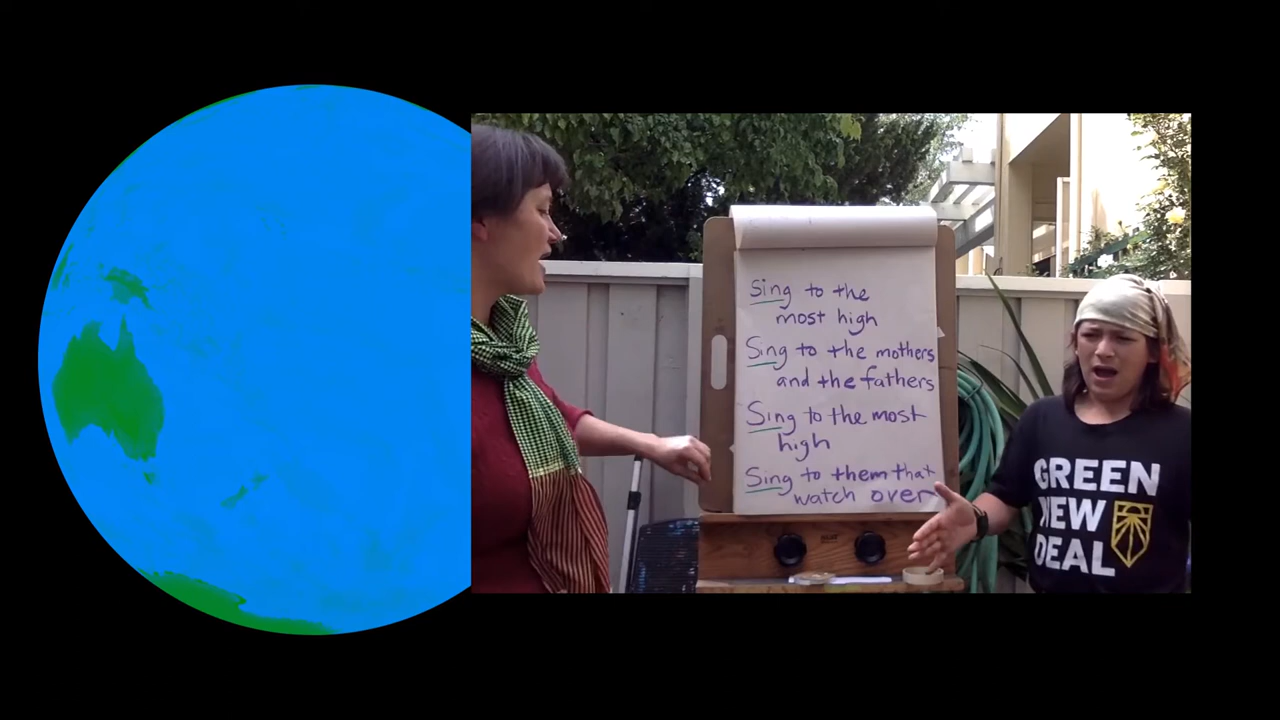 Sing to the
most high
Sing to the mothers
and the fathers
Sing to the most
high
Sing to them that
watch over
GREEN
NEW
DEAL